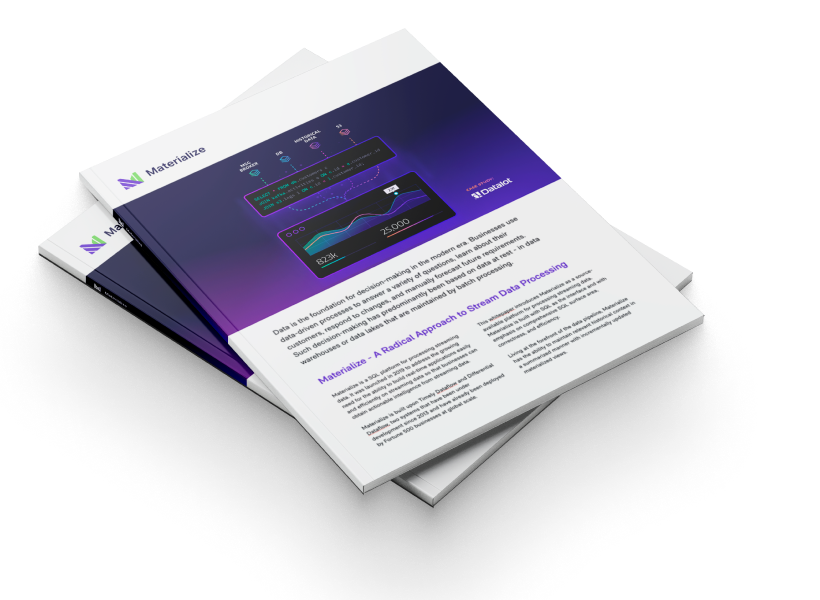 Materialize
MSG
BROKER
DB
HISTORICAL
DATA
S3
823k
25,000
CASE STUDY:
Datalot
Data is the foundation for decision-making in the modern era. Businesses use
data-driven processes to answer a variety of questions, learn about their
customers, respond to changes, and manually forecast future requirements.
Such decision-making has predominantly been based on data at rest - in data
warehouses or data lakes that are maintained by batch processing.
Materialize - A Radical Approach to Stream Data Processing
Materialize is a SQL platform for processing streaming
data. It was launched in 2019 to address the growing
need for the ability to build real-time applications easily
and efficiently on streaming data so that businesses can
obtain actionable intelligence from streaming data.
Materialize is built upon Timely Dataflow and Differential
Dataflow, two systems that have been under
development since 2013 and have already been deployed
by Fortune 500 businesses at global scale.
This whitepaper introduces Materialize as a source-
available platform for processing streaming data.
Materialize is built with SQL as the interface and with
emphasis on comprehensive SQL surface area,
correctness, and efficiency.
Living at the forefront of the data pipeline, Materialize
has the ability to maintain relevant historical context in
a summarized manner with incrementally updated
materialised views.
Ma